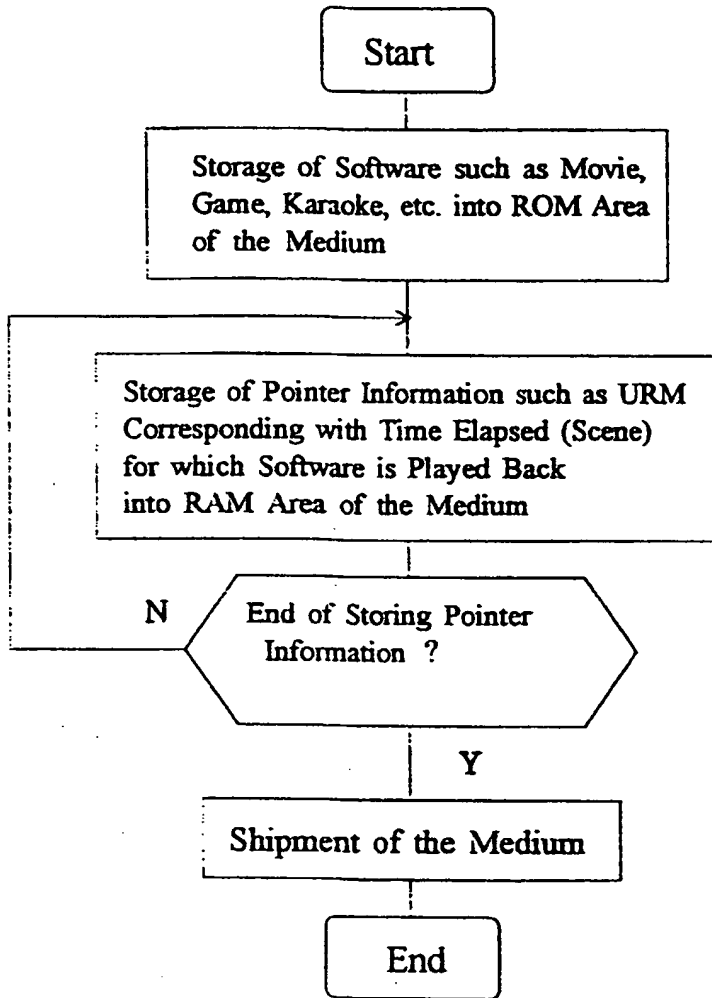 Start
Storage of Software such as Movie,
Game, Karaoke, etc. into ROM Area
of the Medium
Storage of Pointer Information such as URM
Corresponding with Time Elapsed (Scene)
for which Software is Played Back
into RAM Area of the Medium
N
End of Storing Pointer
Information ?
Y
Shipment of the Medium
End